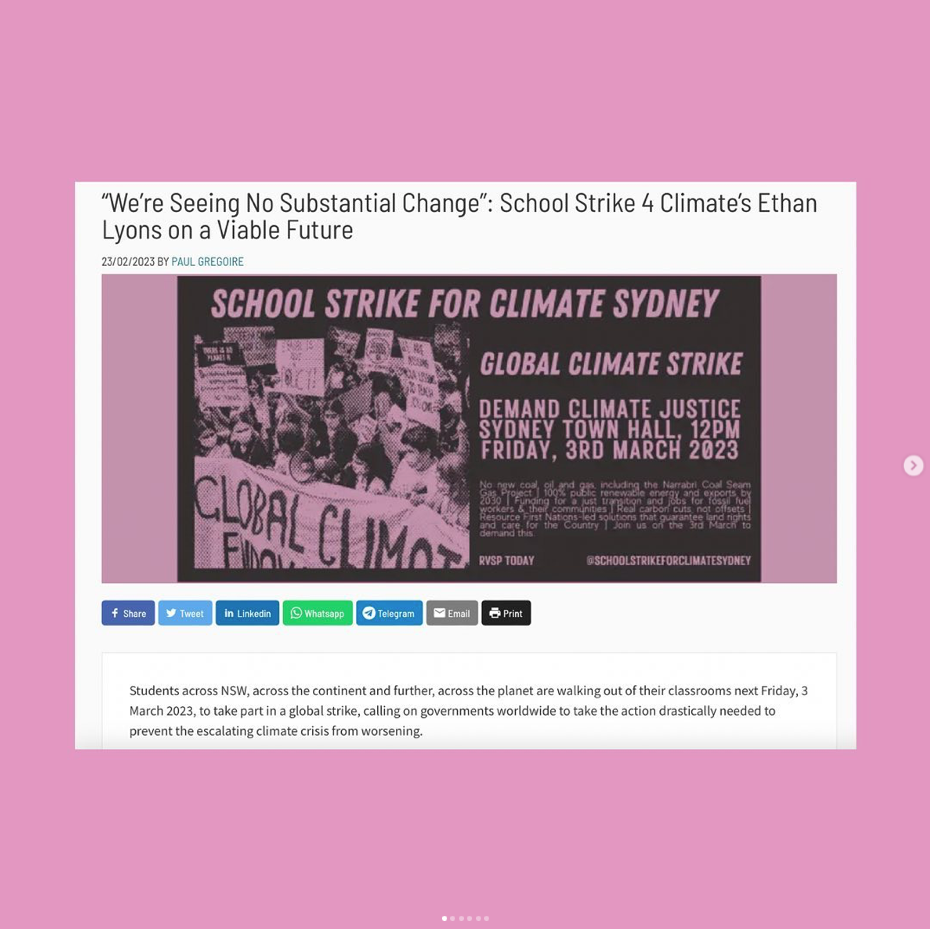 “We’re Seeing No Substantial Change”: School Strike 4 Climate’s Ethan
Lyons on a Viable Future
23/02/2023 BY PAUL GREGOIRE
SCHOOL STRIKE FOR CLIMATE SYDNEY
THERE IS NO
PLANET B
GLOBAL CLIMAT
GLOBAL CLIMATE STRIKE
DEMAND CLIMATE JUSTICE
SYDNEY TOWN HALL, 12PM
FRIDAY, 3RD MARCH 2023
No new coal, oil and gas, including the Narrabri Coal Seam
Gas Project | 100% public renewable energy and exports by
2030 | Funding for a just transition and jobs for fossil fuel
workers & their communities | Real carbon cuts, not offsets |
Resource First Nations-led solutions that guarantee land rights
and care for the Country | Join us on the 3rd March to
demand this.
RVSP TODAY
@SCHOOLSTRIKEFORCLIMATESYDNEY
Share
Tweet
Linkedin
Whatsapp
Telegram
Email
Print
Students across NSW, across the continent and further, across the planet are walking out of their classrooms next Friday, 3
March 2023, to take part in a global strike, calling on governments worldwide to take the action drastically needed to
prevent the escalating climate crisis from worsening.